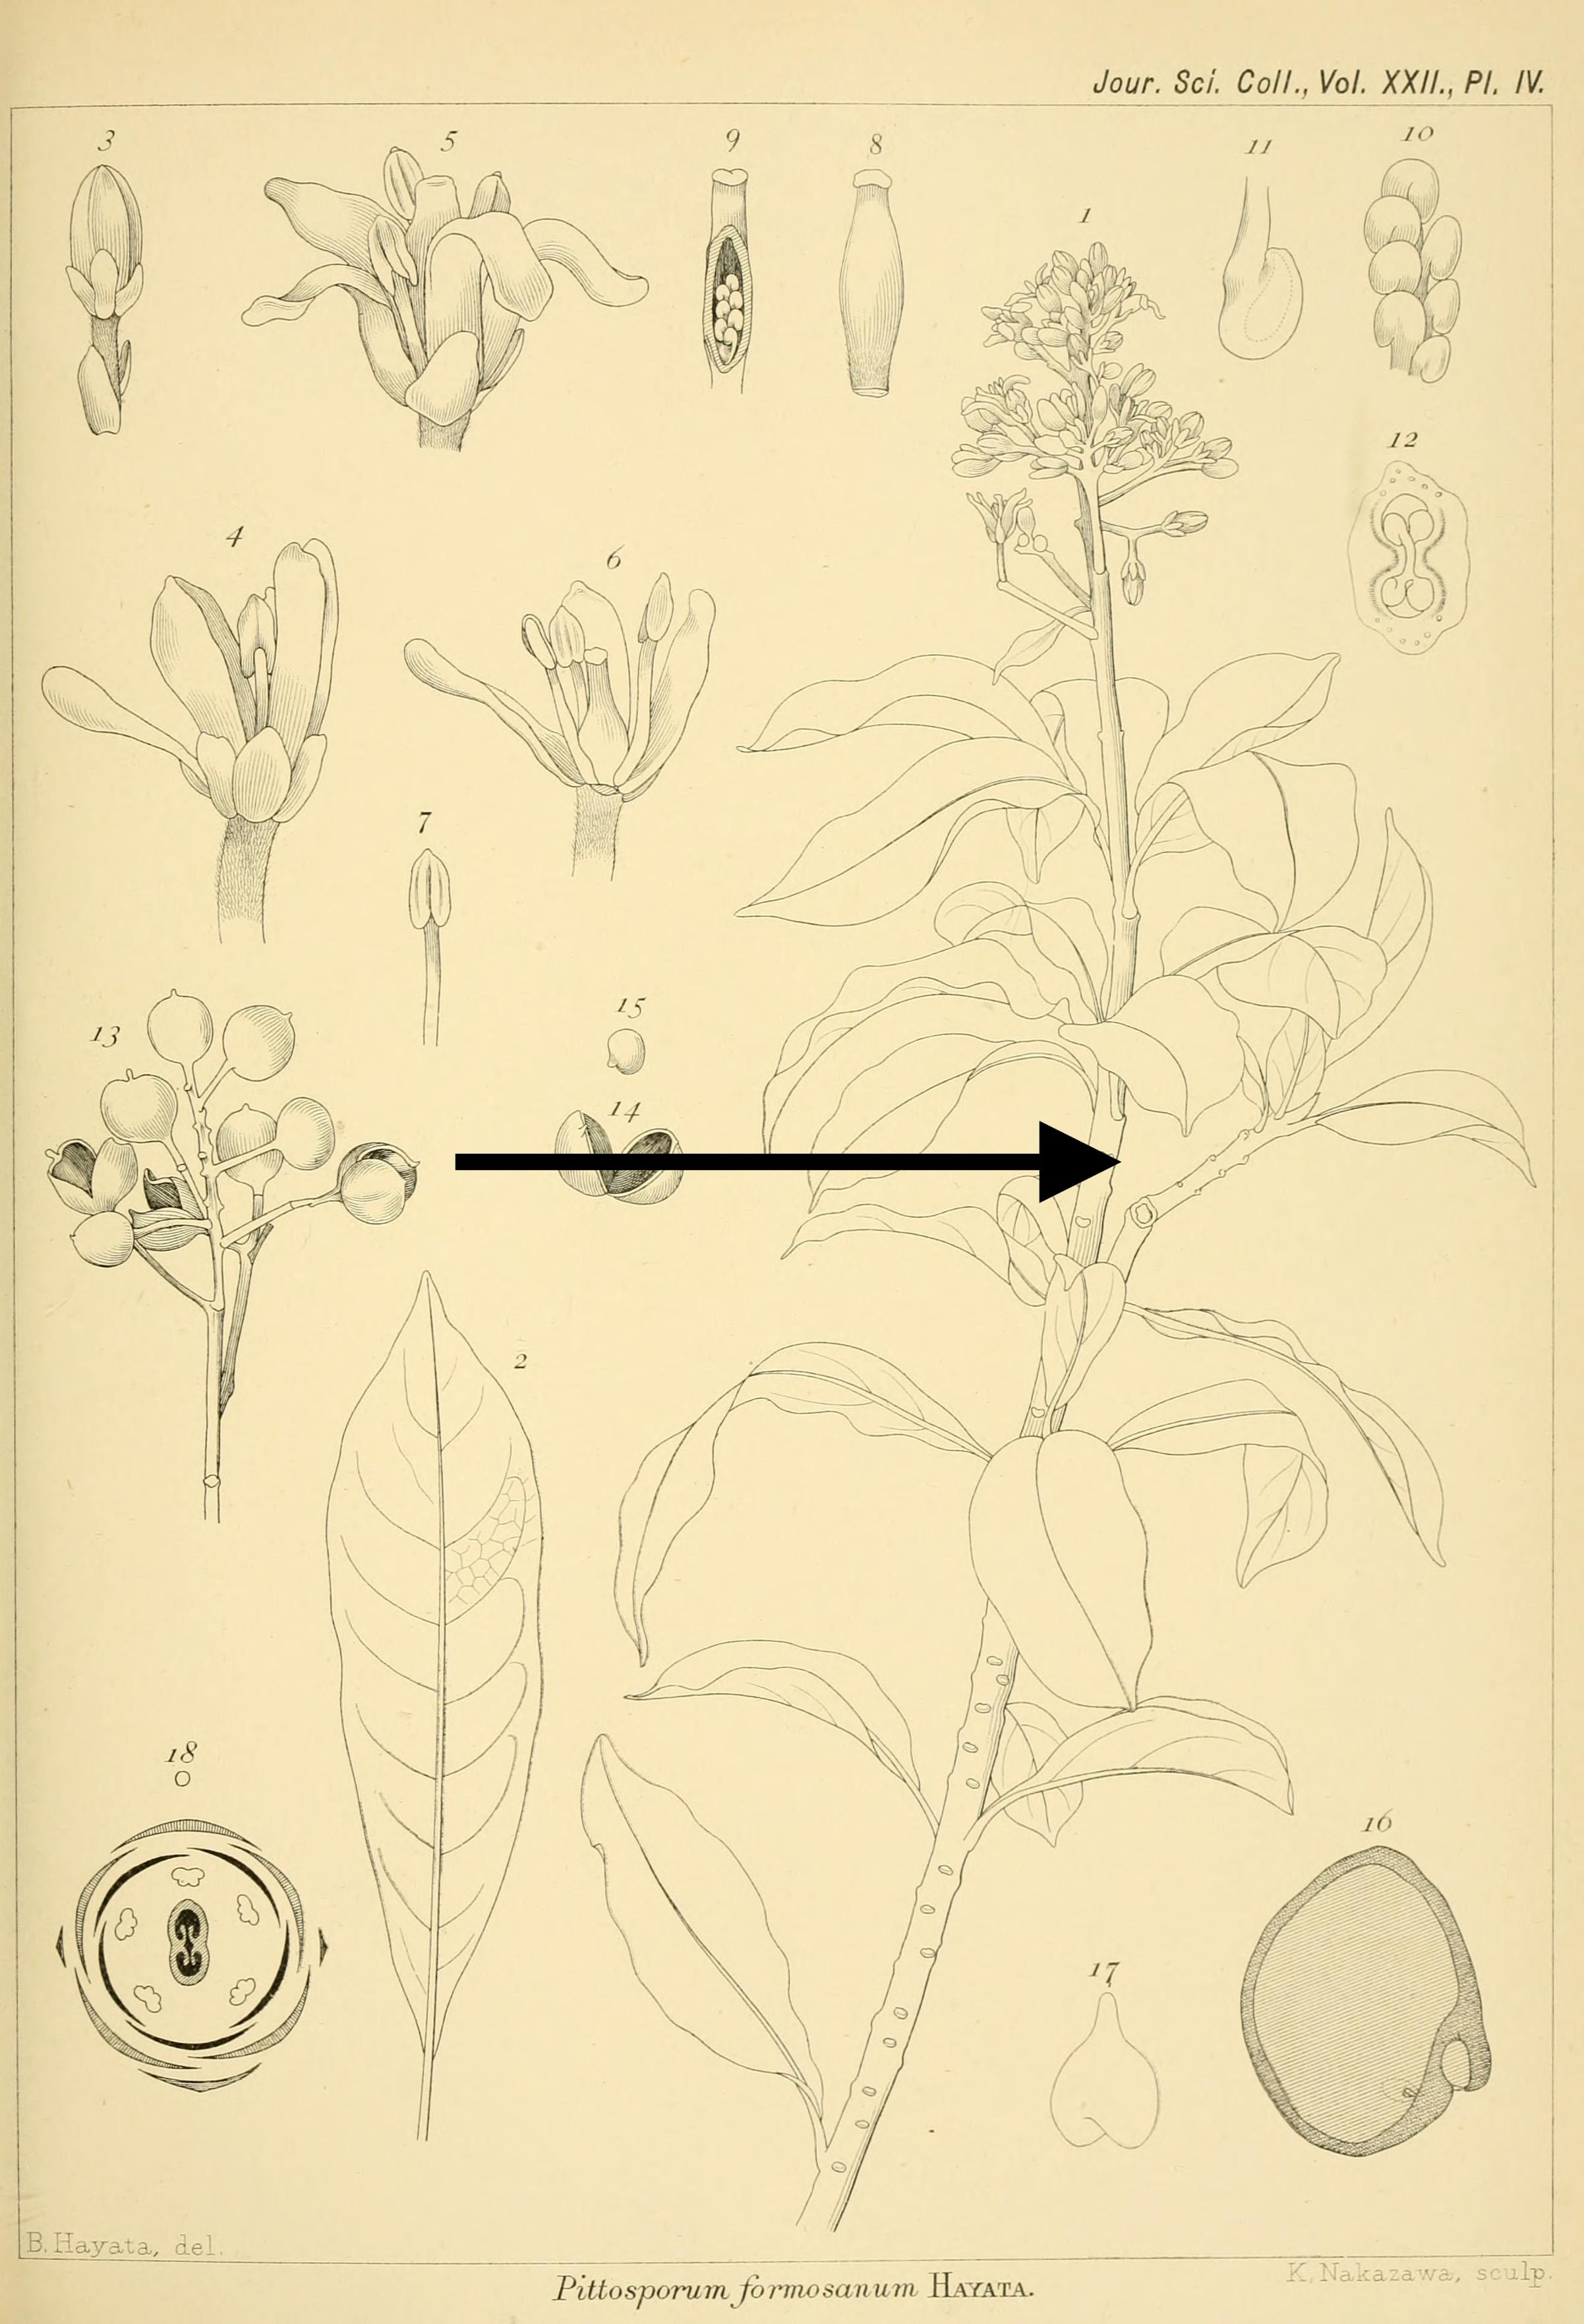 Jour. Sci. Coll., Vol. XXII., Pl. IV.
3 5 9 8 11 10
1
12
4 6
7
15
13
14
2
18
16
17
B. Hayata, del.
K. Nakazawa, sculp.
Pittosporum formosanum HAYATA.